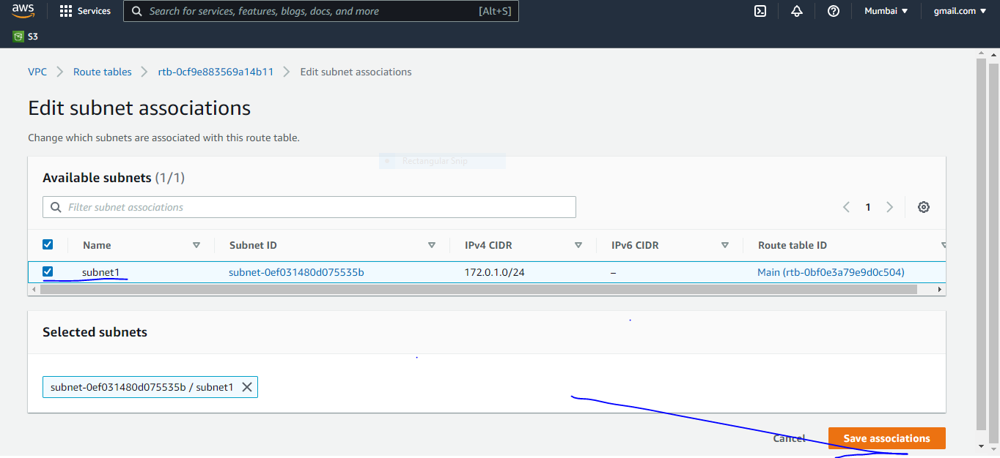 aws Services Search for services, features, blogs, docs, and more [Alt+S] Mumbai gmail.com
S3
VPC Route tables rtb-0cf9e883569a14b11 Edit subnet associations
Edit subnet associations
Change which subnets are associated with this route table.
Rectangular Snip
Available subnets (1/1)
Filter subnet associations 1
Name Subnet ID IPv4 CIDR IPv6 CIDR Route table ID
subnet1 subnet-0ef031480d075535b 172.0.1.0/24 – Main (rtb-0bf0e3a79e9d0c504)
Selected subnets
subnet-0ef031480d075535b / subnet1
Cancel Save associations